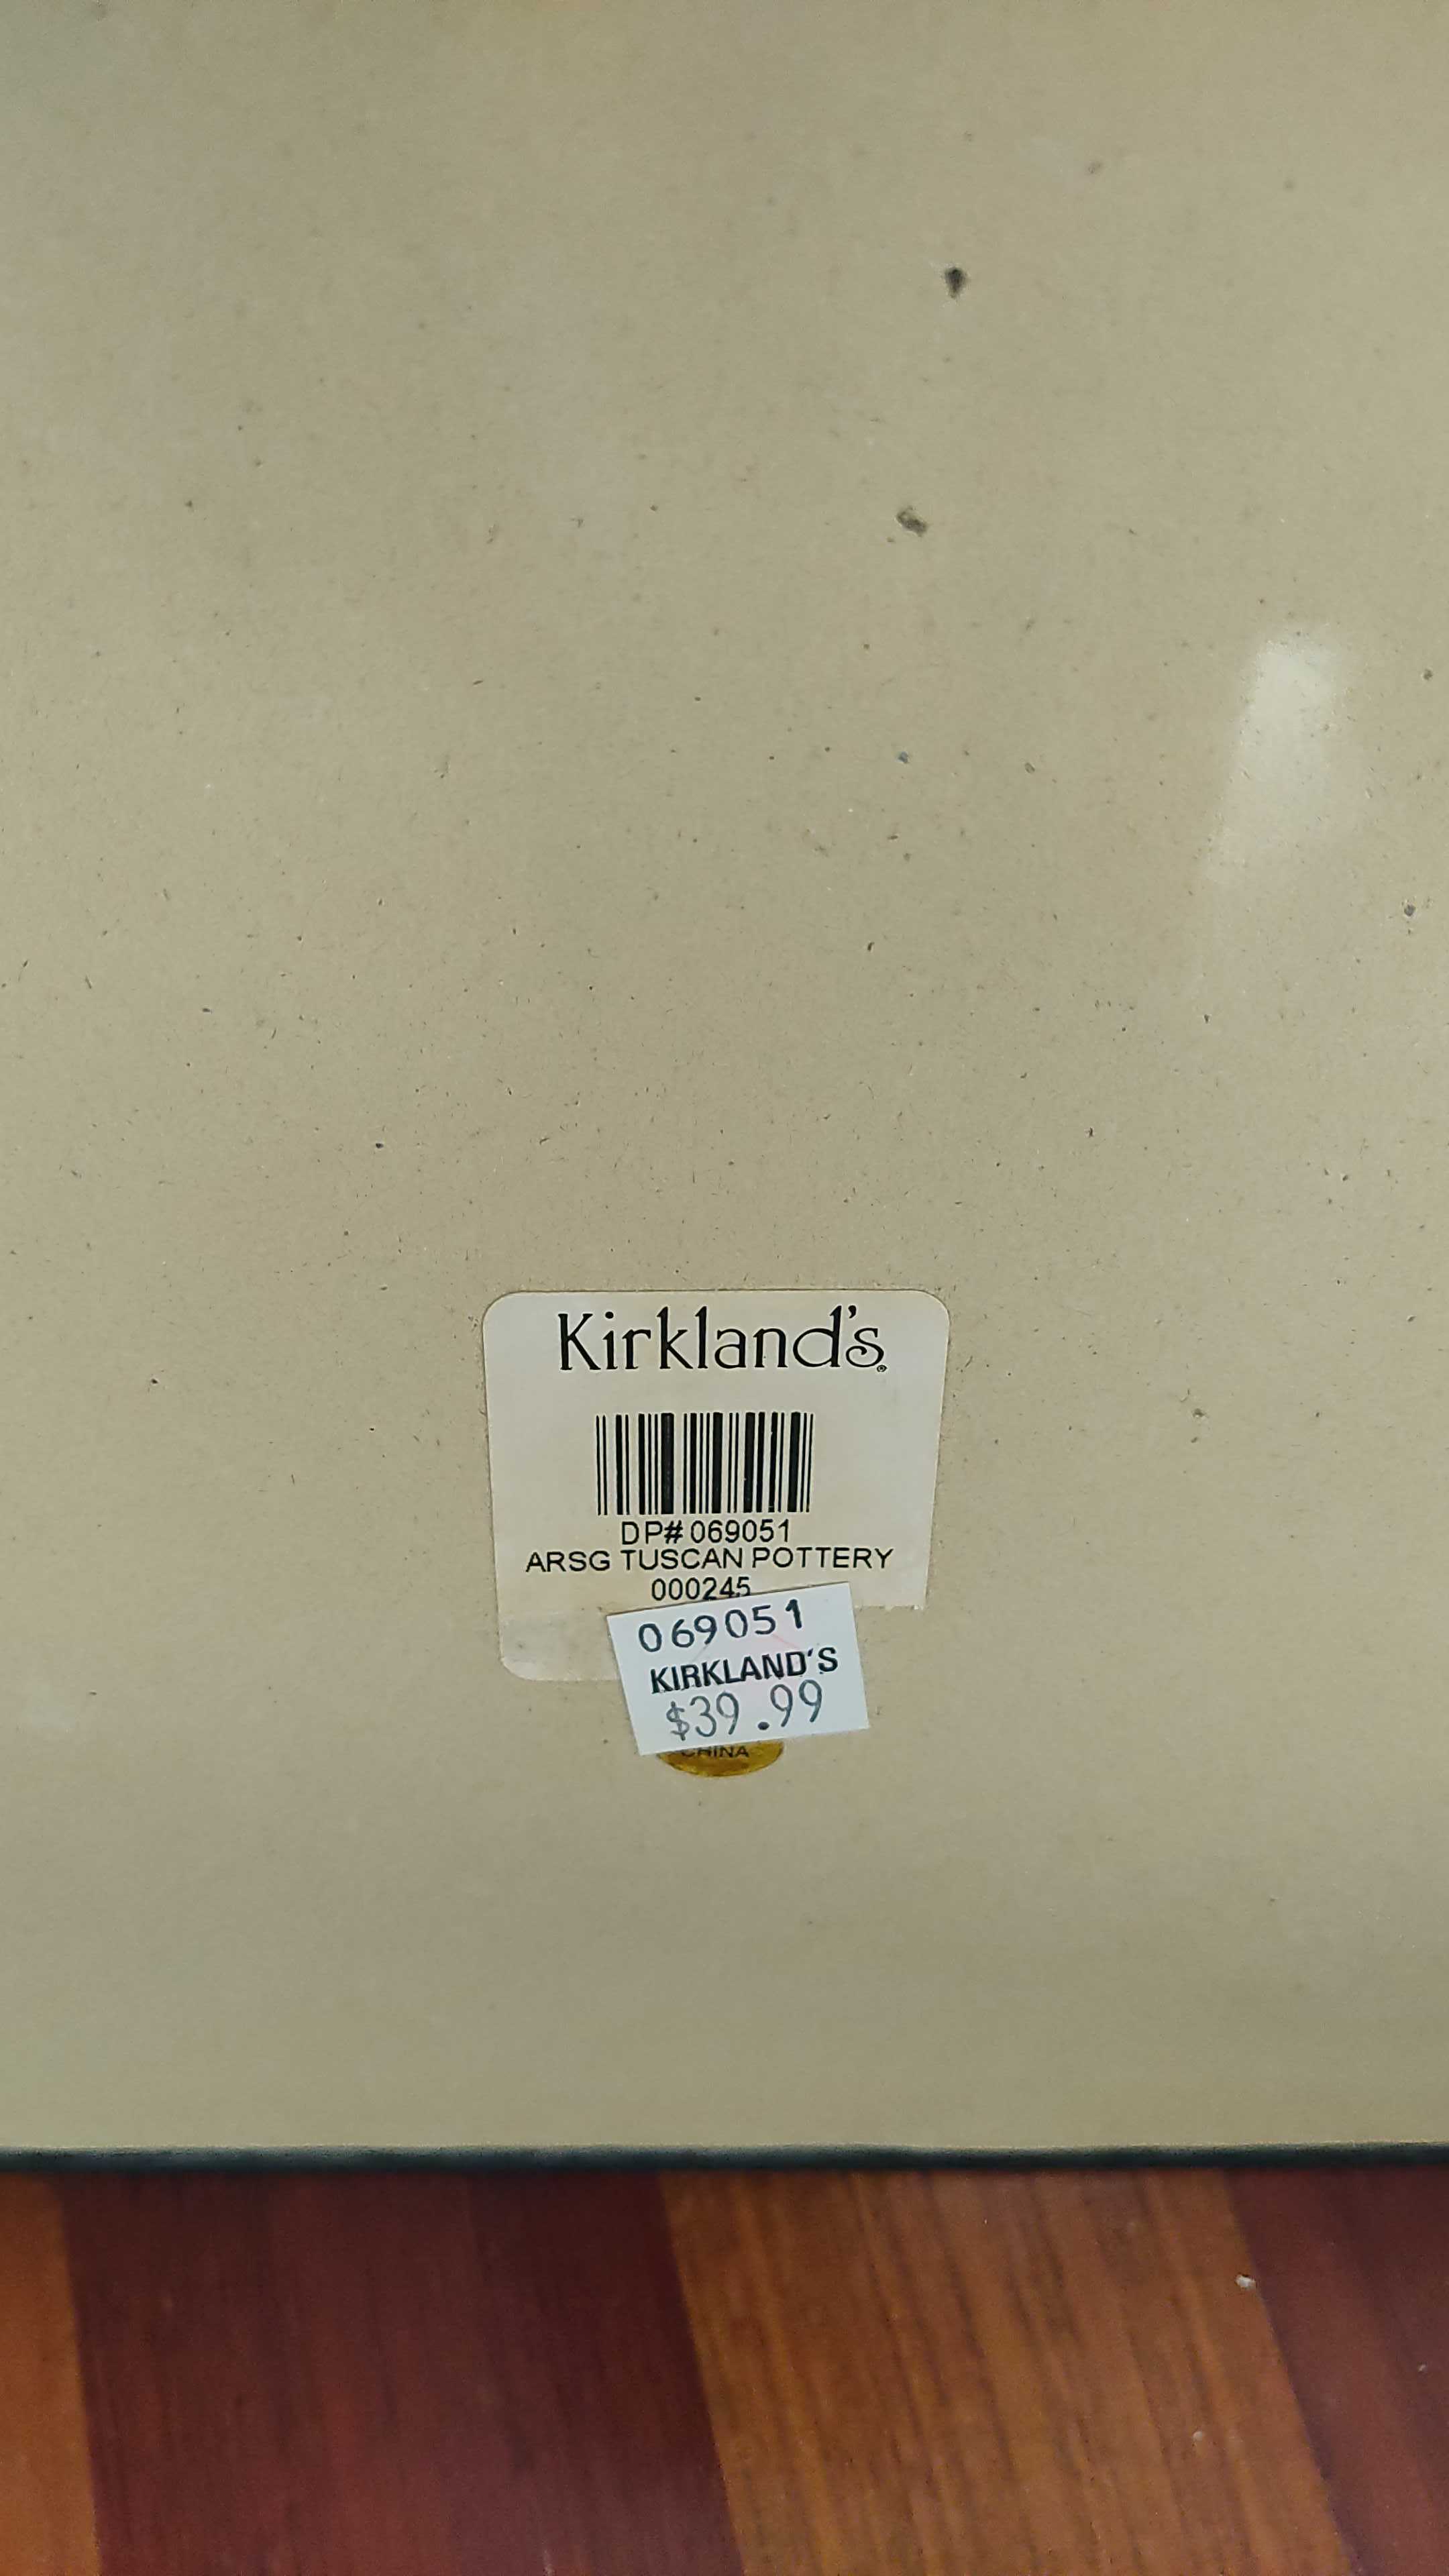 Kirkland's®
DP# 069051
ARSG TUSCAN POTTERY
000245
069051
KIRKLAND'S
$39.99
CHINA